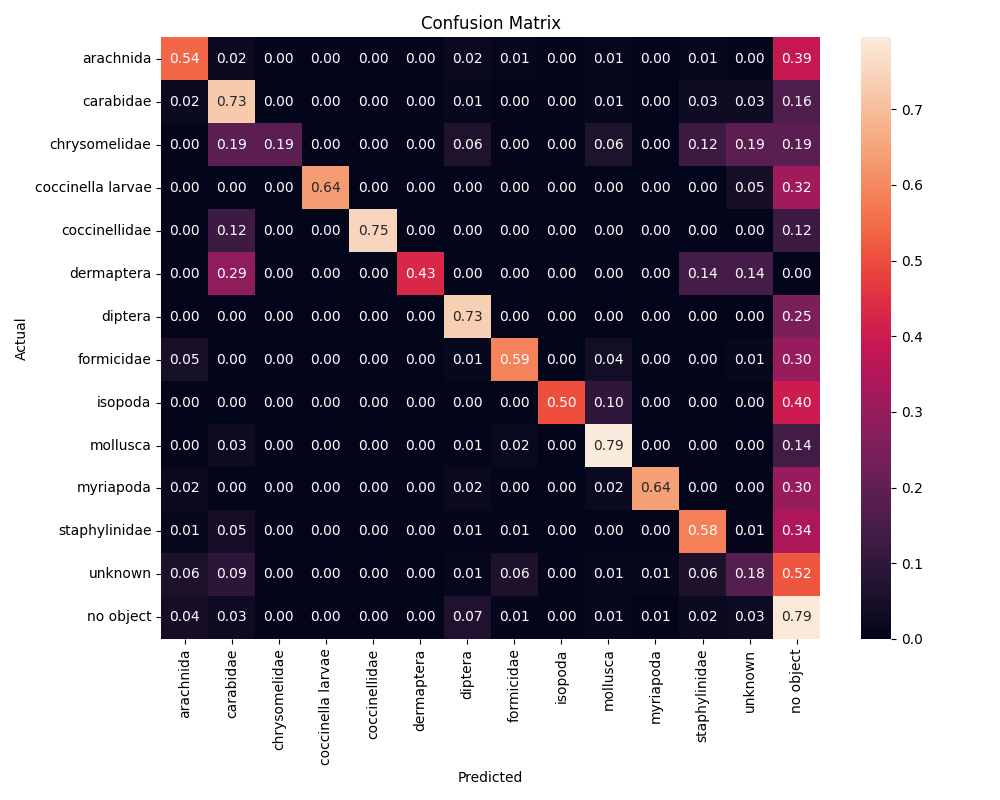 Confusion Matrix
arachnida 0.54 0.02 0.00 0.00 0.00 0.00 0.02 0.01 0.00 0.01 0.00 0.01 0.00 0.39
carabidae 0.02 0.73 0.00 0.00 0.00 0.00 0.01 0.00 0.00 0.01 0.00 0.03 0.03 0.16
chrysomelidae 0.00 0.19 0.19 0.00 0.00 0.00 0.06 0.00 0.00 0.06 0.00 0.12 0.19 0.19
coccinella larvae 0.00 0.00 0.00 0.64 0.00 0.00 0.00 0.00 0.00 0.00 0.00 0.00 0.05 0.32
coccinellidae 0.00 0.12 0.00 0.00 0.75 0.00 0.00 0.00 0.00 0.00 0.00 0.00 0.00 0.12
dermaptera 0.00 0.29 0.00 0.00 0.00 0.43 0.00 0.00 0.00 0.00 0.00 0.14 0.14 0.00
diptera 0.00 0.00 0.00 0.00 0.00 0.00 0.73 0.00 0.00 0.00 0.00 0.00 0.00 0.25
formicidae 0.05 0.00 0.00 0.00 0.00 0.00 0.01 0.59 0.00 0.04 0.00 0.00 0.01 0.30
isopoda 0.00 0.00 0.00 0.00 0.00 0.00 0.00 0.00 0.50 0.10 0.00 0.00 0.00 0.40
mollusca 0.00 0.03 0.00 0.00 0.00 0.00 0.01 0.02 0.00 0.79 0.00 0.00 0.00 0.14
myriapoda 0.02 0.00 0.00 0.00 0.00 0.00 0.02 0.00 0.00 0.02 0.64 0.00 0.00 0.30
staphylinidae 0.01 0.05 0.00 0.00 0.00 0.00 0.01 0.01 0.00 0.00 0.00 0.58 0.01 0.34
unknown 0.06 0.09 0.00 0.00 0.00 0.00 0.01 0.06 0.00 0.01 0.01 0.06 0.18 0.52
no object 0.04 0.03 0.00 0.00 0.00 0.00 0.07 0.01 0.00 0.01 0.01 0.02 0.03 0.79
Actual
arachnida
carabidae
chrysomelidae
coccinella larvae
coccinellidae
dermaptera
diptera
formicidae
isopoda
mollusca
myriapoda
staphylinidae
unknown
no object
Predicted
0.7
0.6
0.5
0.4
0.3
0.2
0.1
0.0